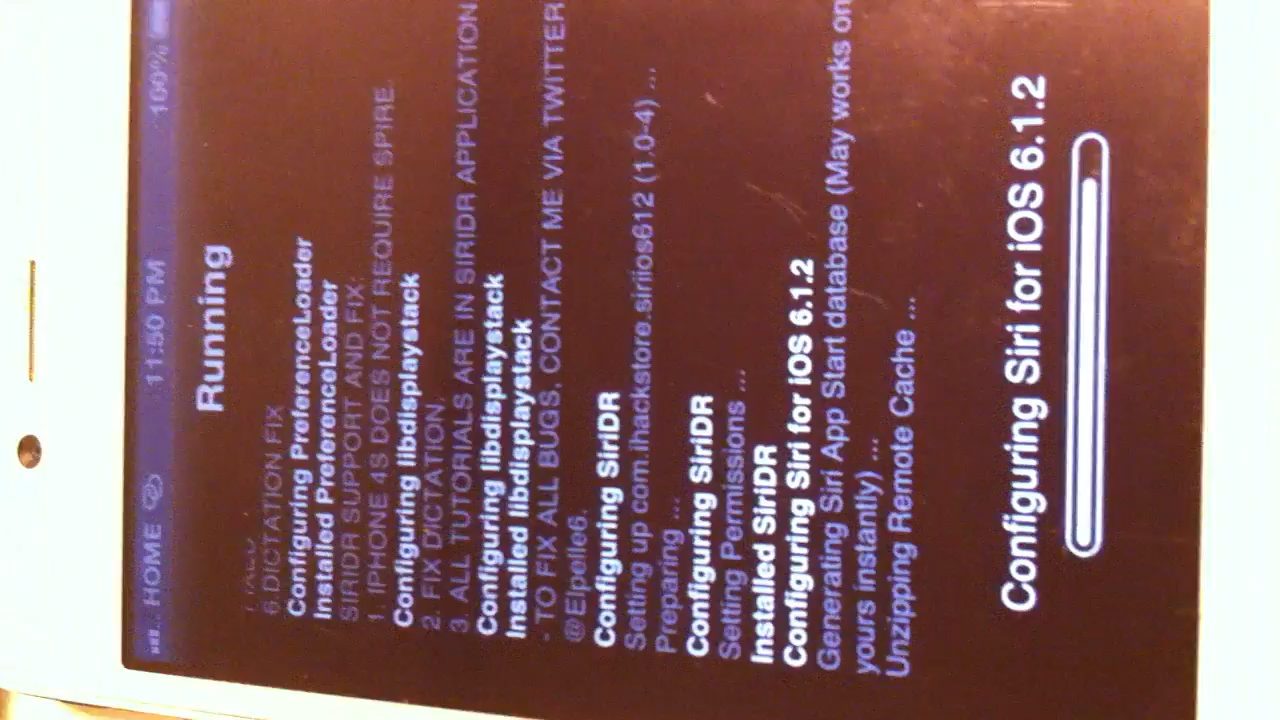 HOME 11:50 PM 100%
Running
6 DICTATION FIX
Configuring PreferenceLoader
Installed PreferenceLoader
SIRIDR SUPPORT AND FIX:
1. IPHONE 4S DOES NOT REQUIRE SPIRE.
Configuring libdisplaystack
2. FIX DICTATION.
3. ALL TUTORIALS ARE IN SIRIDR APPLICATION.
Configuring libdisplaystack
Installed libdisplaystack
- TO FIX ALL BUGS, CONTACT ME VIA TWITTER
@Elpelle6.
Configuring SiriDR
Setting up com.ihackstore.siriios612 (1.0-4) ...
Preparing ...
Configuring SiriDR
Setting Permissions ...
Installed SiriDR
Configuring Siri for iOS 6.1.2
Generating Siri App Start database (May works on
yours instantly) ...
Unzipping Remote Cache ...
Configuring Siri for iOS 6.1.2